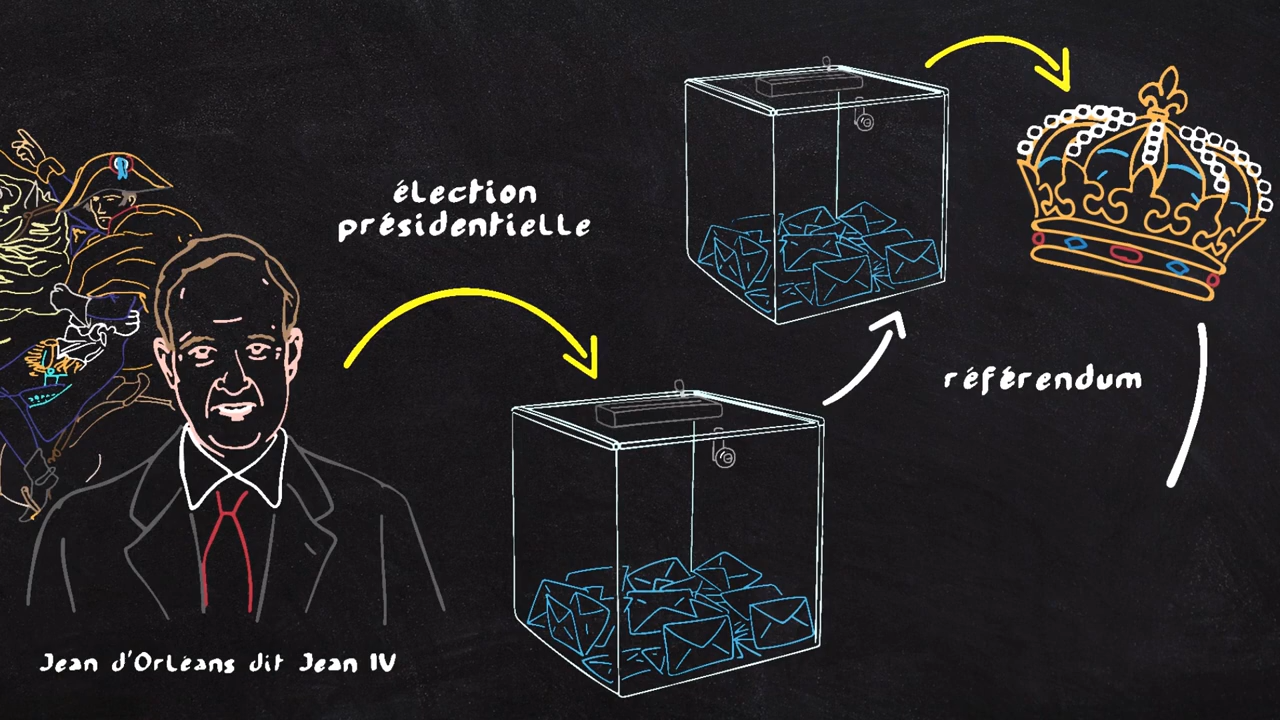 élection
présidentielle
référendum
Jean d'Orléans dit Jean IV